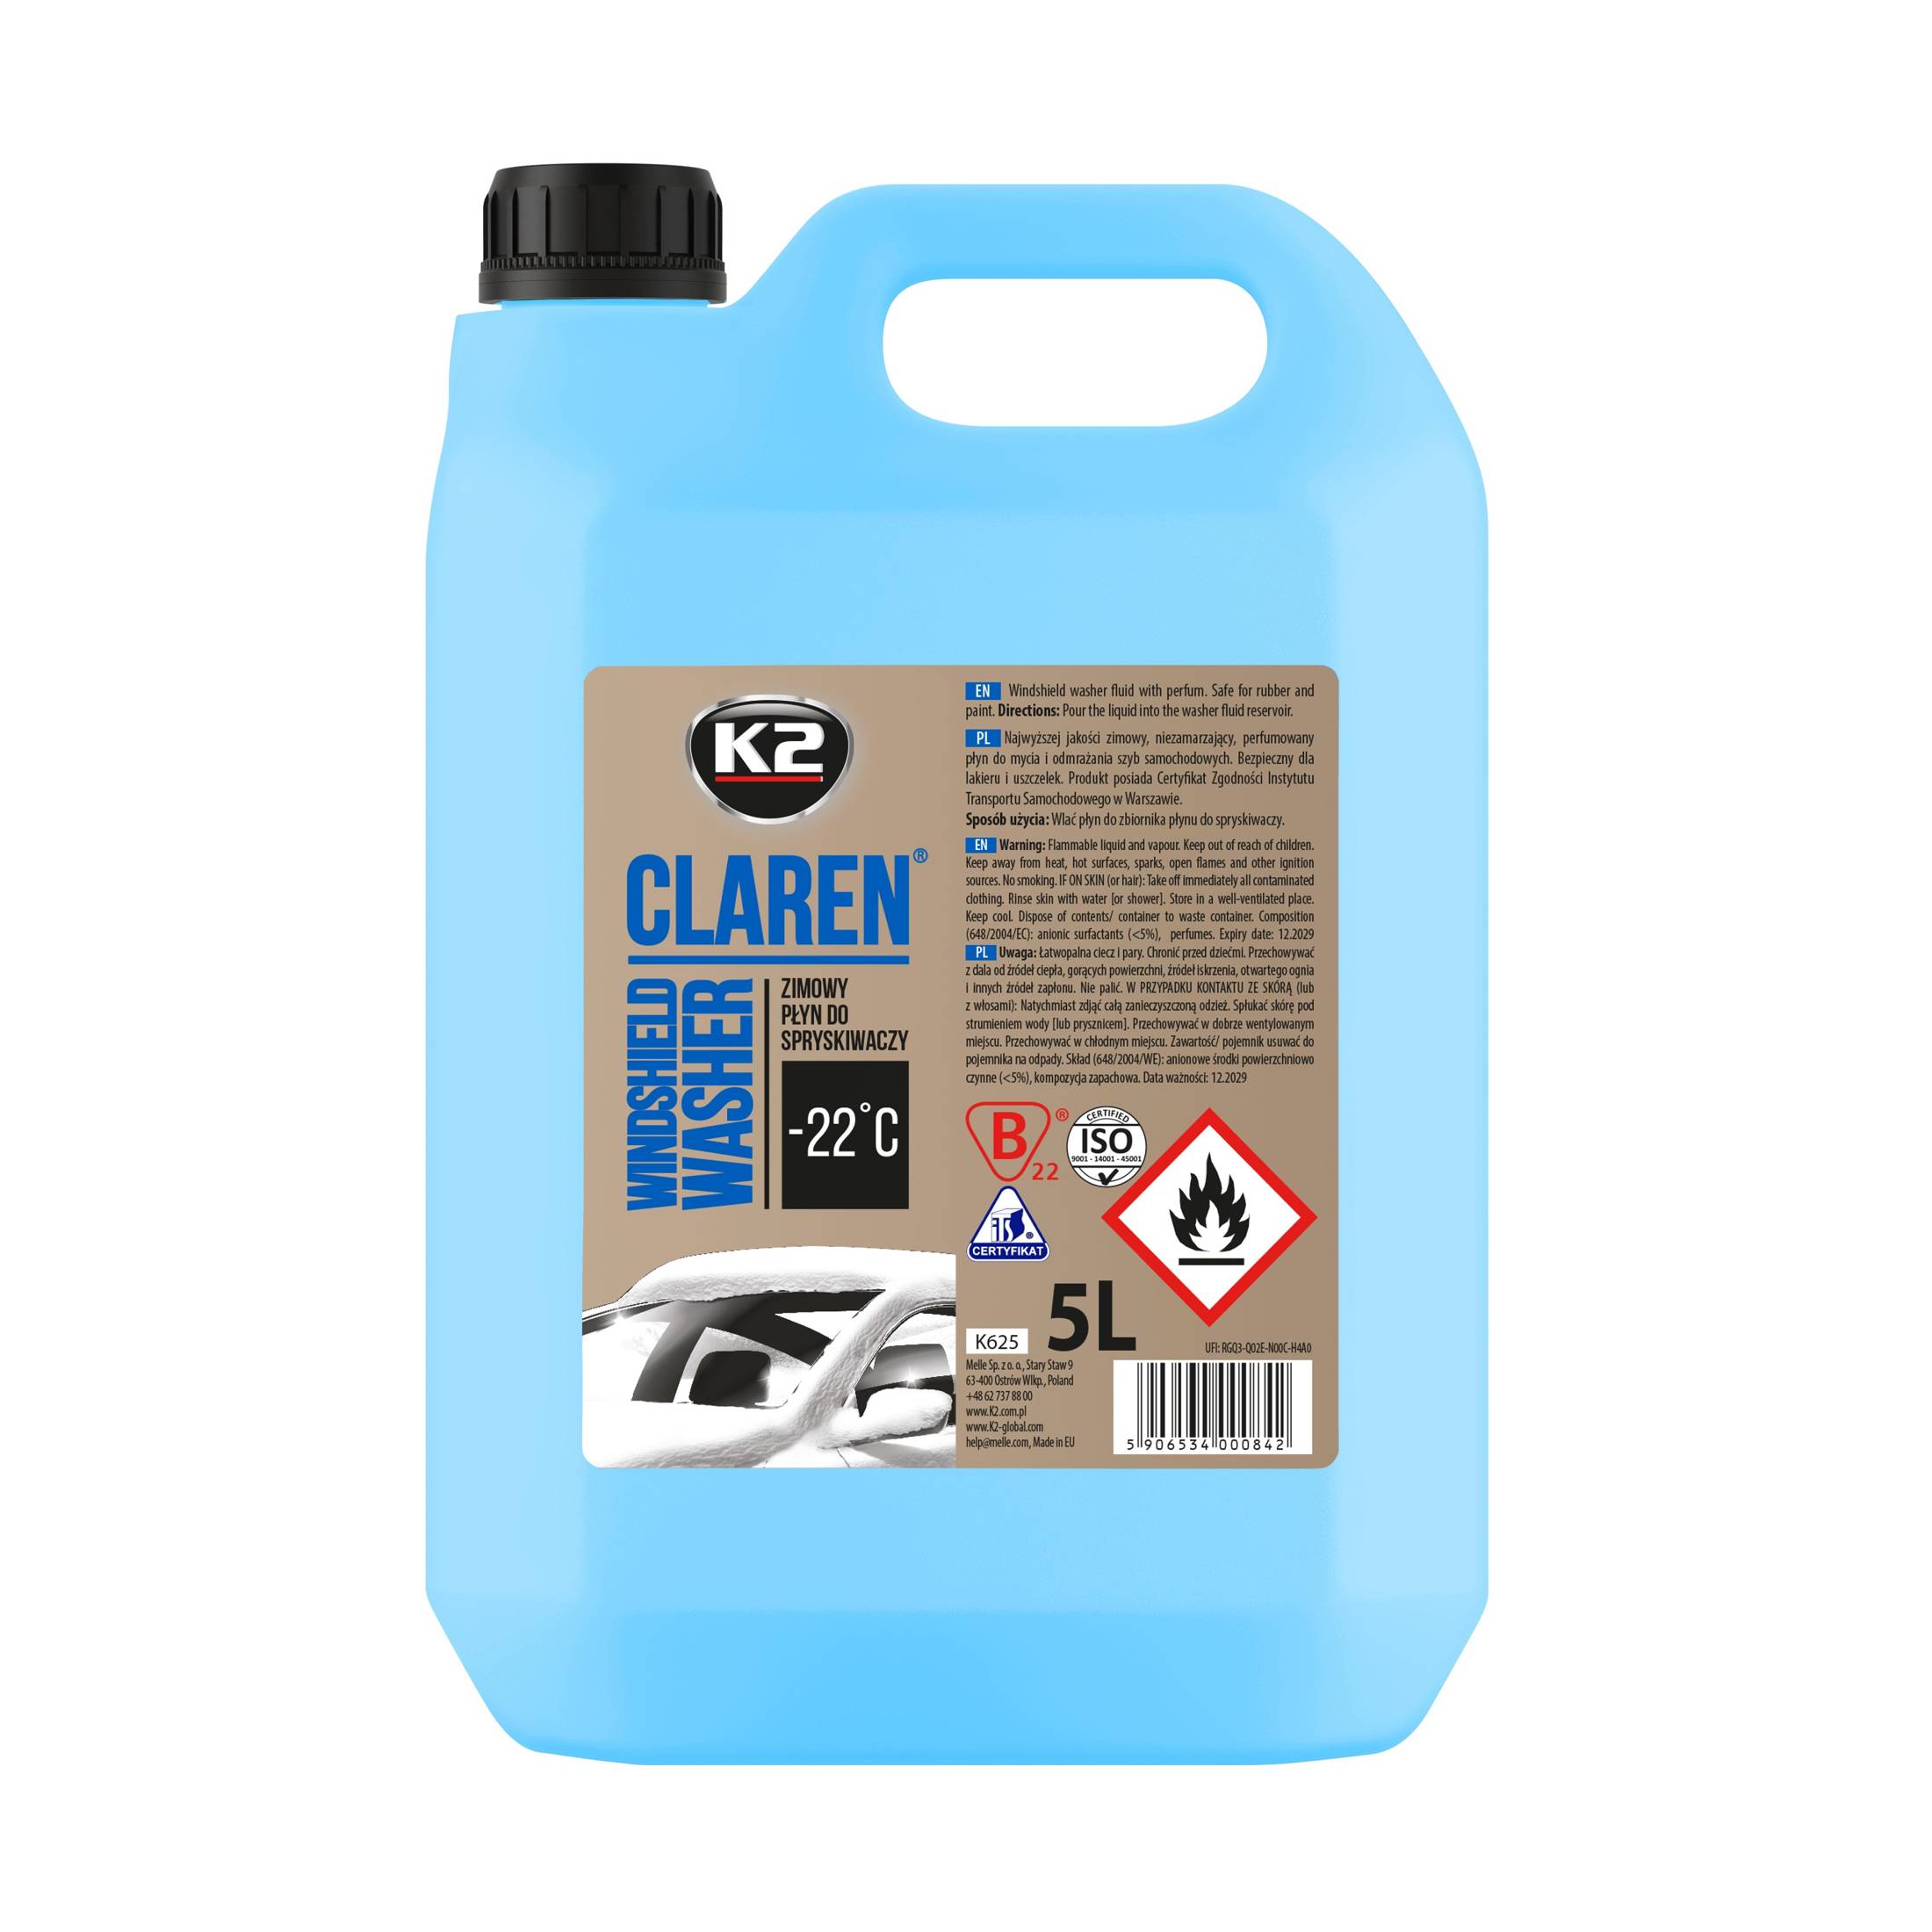 K2
CLAREN®
WINDSHIELD
WASHER
ZIMOWY
PŁYN DO
SPRYSKIWACZY
-22°C
EN Windshield washer fluid with perfum. Safe for rubber and
paint. Directions: Pour the liquid into the washer fluid reservoir.
PL Najwyższej jakości zimowy, niezamarzający, perfumowany
płyn do mycia i odmrażania szyb samochodowych. Bezpieczny dla
lakieru i uszczelek. Produkt posiada Certyfikat Zgodności Instytutu
Transportu Samochodowego w Warszawie.
Sposób użycia: Wlać płyn do zbiornika płynu do spryskiwaczy.
EN Warning: Flammable liquid and vapour. Keep out of reach of children.
Keep away from heat, hot surfaces, sparks, open flames and other ignition
sources. No smoking. IF ON SKIN (or hair): Take off immediately all contaminated
clothing. Rinse skin with water [or shower]. Store in a well-ventilated place.
Keep cool. Dispose of contents/ container to waste container. Composition
(648/2004/EC): anionic surfactants (<5%), perfumes. Expiry date: 12.2029
PL Uwaga: Łatwopalna ciecz i pary. Chronić przed dziećmi. Przechowywać
z dala od źródeł ciepła, gorących powierzchni, źródeł iskrzenia, otwartego ognia
i innych źródeł zapłonu. Nie palić. W PRZYPADKU KONTAKTU ZE SKÓRĄ (lub
z włosami): Natychmiast zdjąć całą zanieczyszczoną odzież. Spłukać skórę pod
strumieniem wody [lub prysznicem]. Przechowywać w dobrze wentylowanym
miejscu. Przechowywać w chłodnym miejscu. Zawartość/ pojemnik usuwać do
pojemnika na odpady. Skład (648/2004/WE): anionowe środki powierzchniowo
czynne (<5%), kompozycja zapachowa. Data ważności: 12.2029
B®
22
CERTIFIED
ISO
9001 - 14001 - 45001
iTS®
CERTYFIKAT
5L
K625
UFI: RGQ3-Q02E-N00C-H4A0
Melle Sp. z o. o., Stary Staw 9
63-400 Ostrów Wlkp., Poland
+48 62 737 88 00
www.K2.com.pl
www.K2-global.com
help@melle.com, Made in EU
5 906534 000842